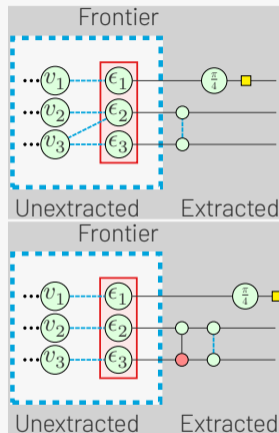 Frontier
...v₁ ϵ₁ π/4
...v₂ ϵ₂
...v₃ ϵ₃
Unextracted Extracted
Frontier
...v₁ ϵ₁ π/4
...v₂ ϵ₂
...v₃ ϵ₃
Unextracted Extracted